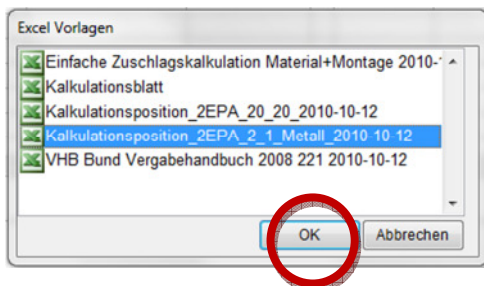 Excel Vorlagen
Einfache Zuschlagskalkulation Material+Montage 2010-
Kalkulationsblatt
Kalkulationsposition_2EPA_20_20_2010-10-12
Kalkulationsposition_2EPA_2_1_Metall_2010-10-12
VHB Bund Vergabehandbuch 2008 221 2010-10-12
OK
Abbrechen